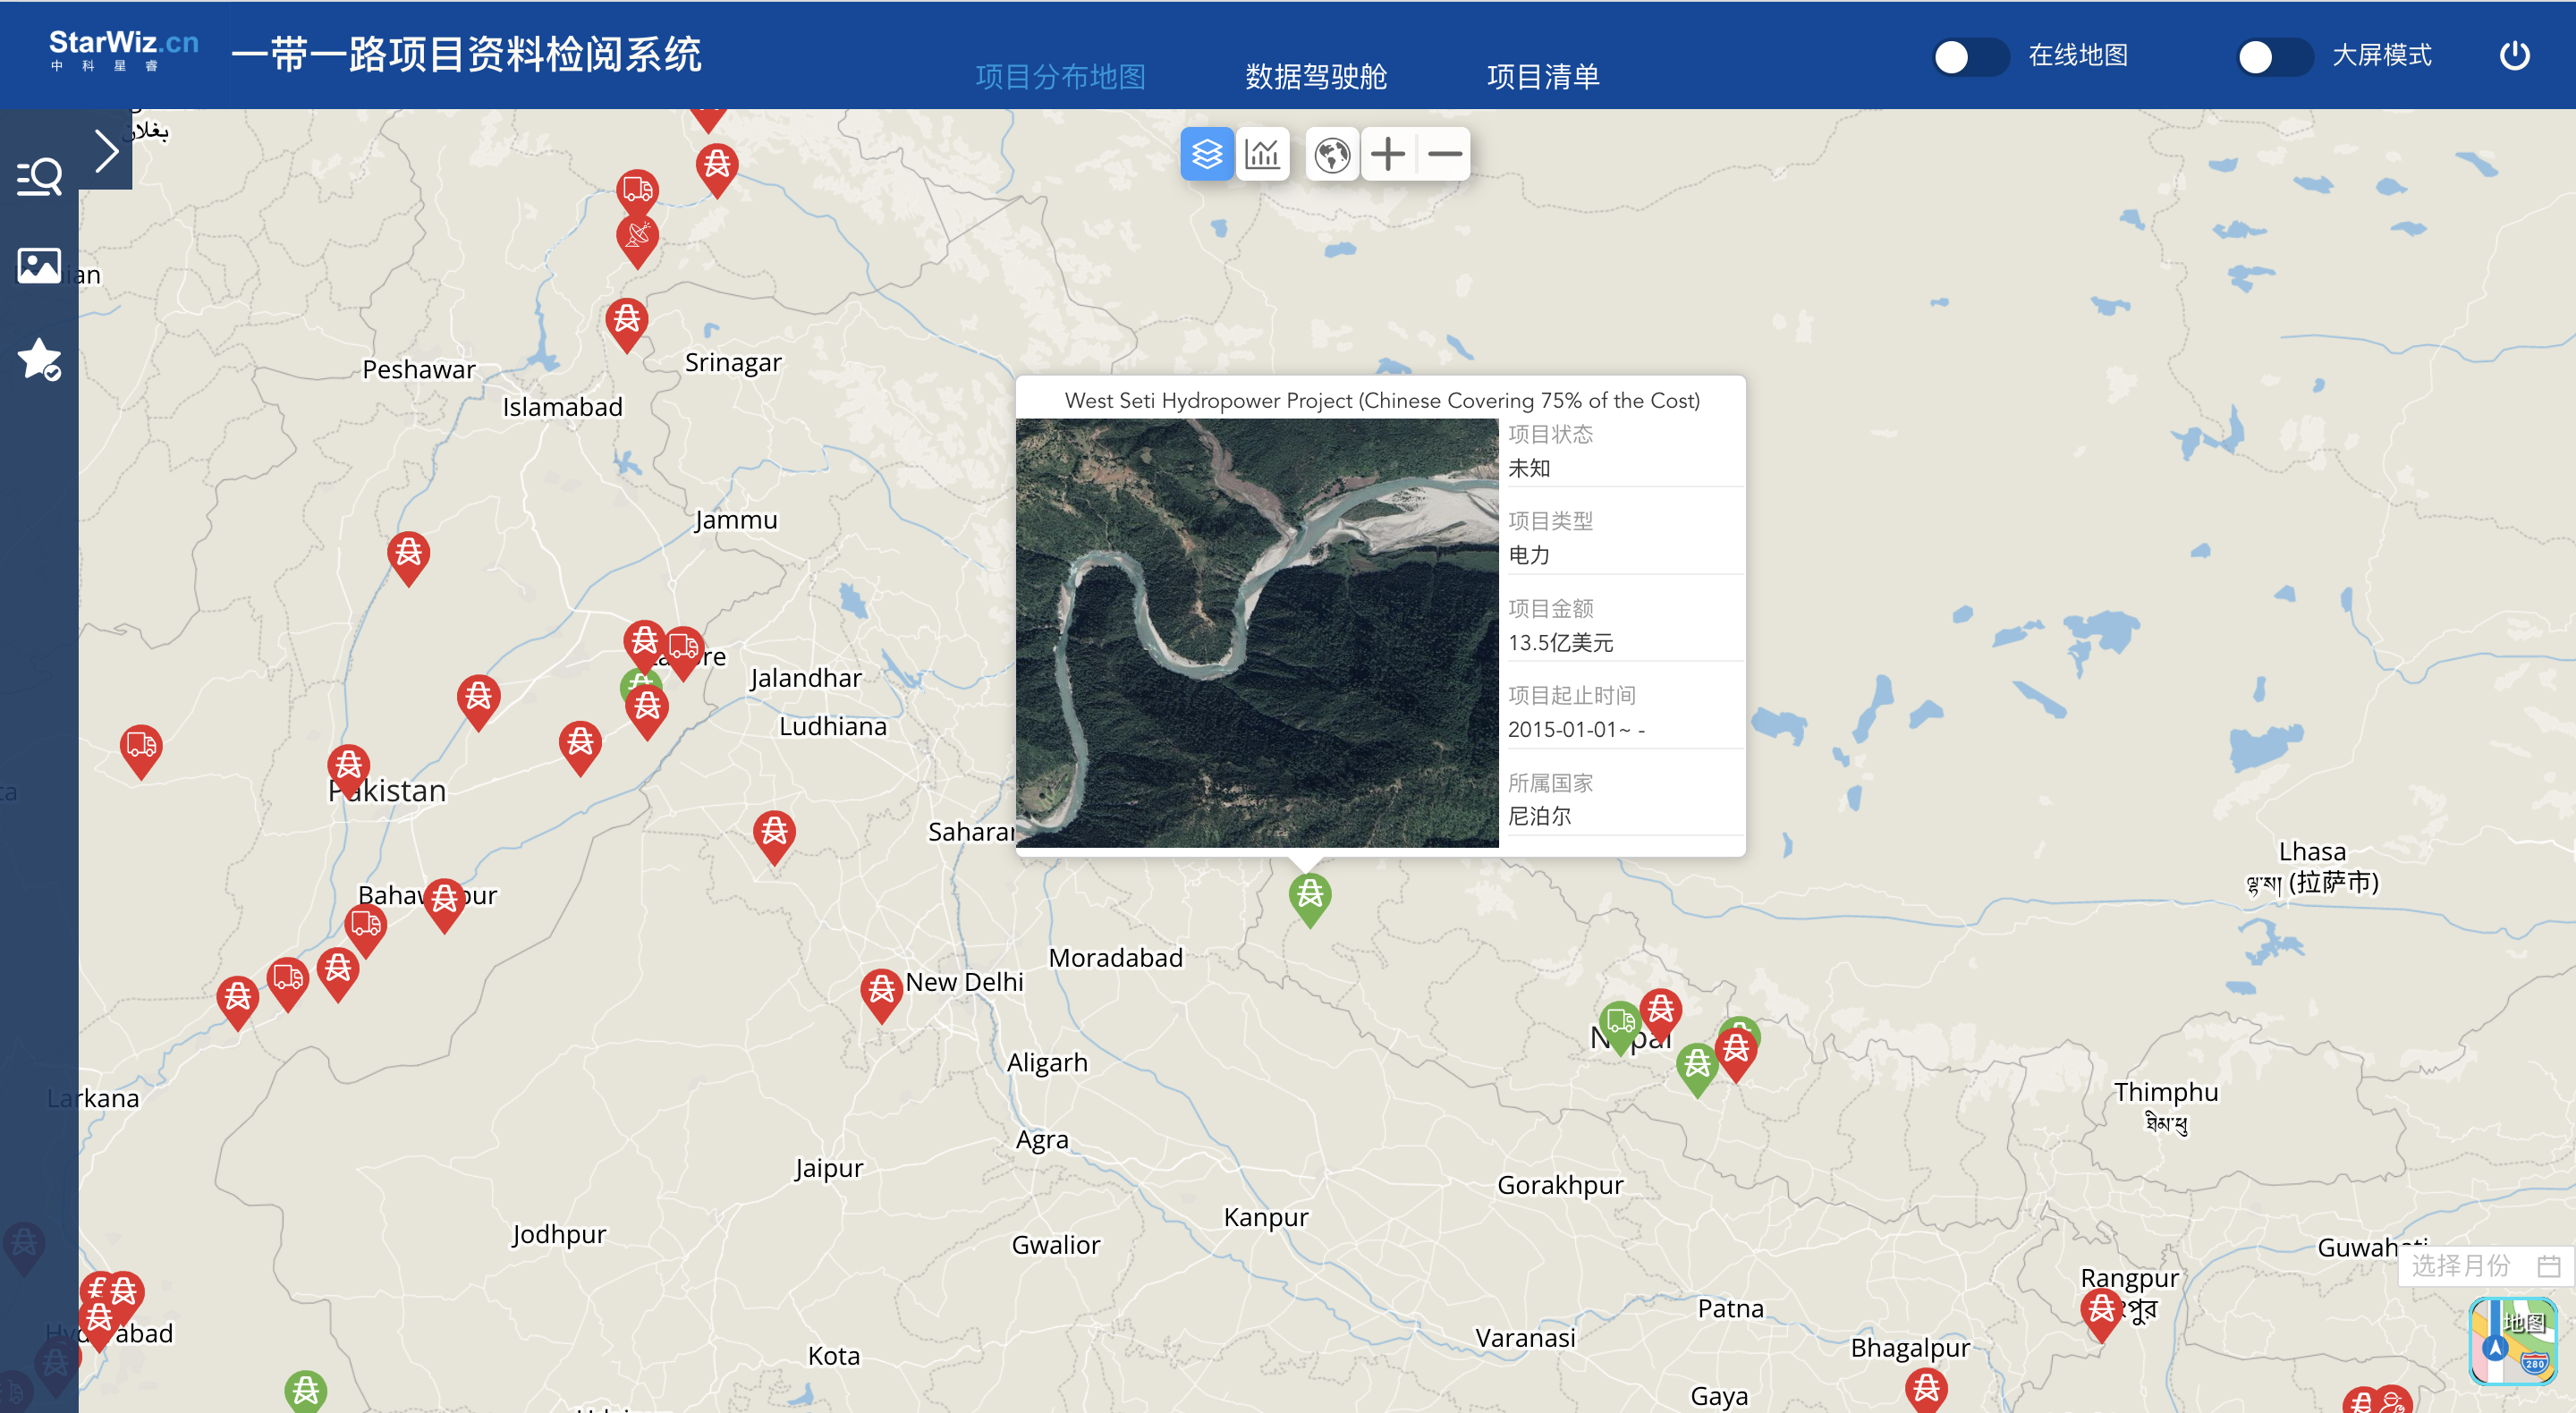 StarWiz.cn
中科星睿
一带一路项目资料检阅系统
项目分布地图
数据驾驶舱
项目清单
在线地图
大屏模式
بغلان
Peshawar
Islamabad
Srinagar
Jammu
Jalandhar
Ludhiana
Pakistan
New Delhi
Moradabad
Aligarh
Agra
Jaipur
Jodhpur
Gwalior
Kanpur
Kota
Gorakhpur
Varanasi
Patna
Gaya
Bhagalpur
Larkana
West Seti Hydropower Project (Chinese Covering 75% of the Cost)
项目状态
未知
项目类型
电力
项目金额
13.5亿美元
项目起止时间
2015-01-01~ -
所属国家
尼泊尔
Lhasa
ལྷ་ས། (拉萨市)
Nepal
Thimphu
ཐིམ་ཕུ
Rangpur
选择月份
地图
280